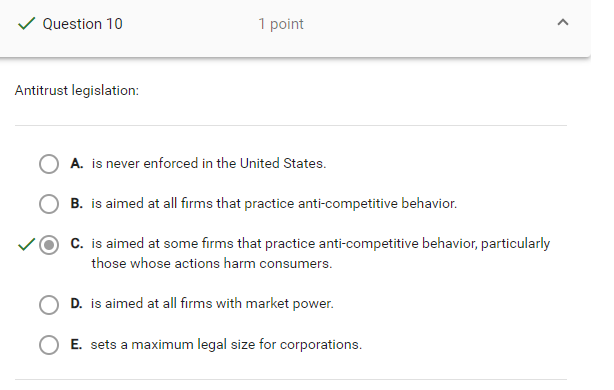 Question 10 1 point
Antitrust legislation:
A. is never enforced in the United States.
B. is aimed at all firms that practice anti-competitive behavior.
C. is aimed at some firms that practice anti-competitive behavior, particularly
those whose actions harm consumers.
D. is aimed at all firms with market power.
E. sets a maximum legal size for corporations.